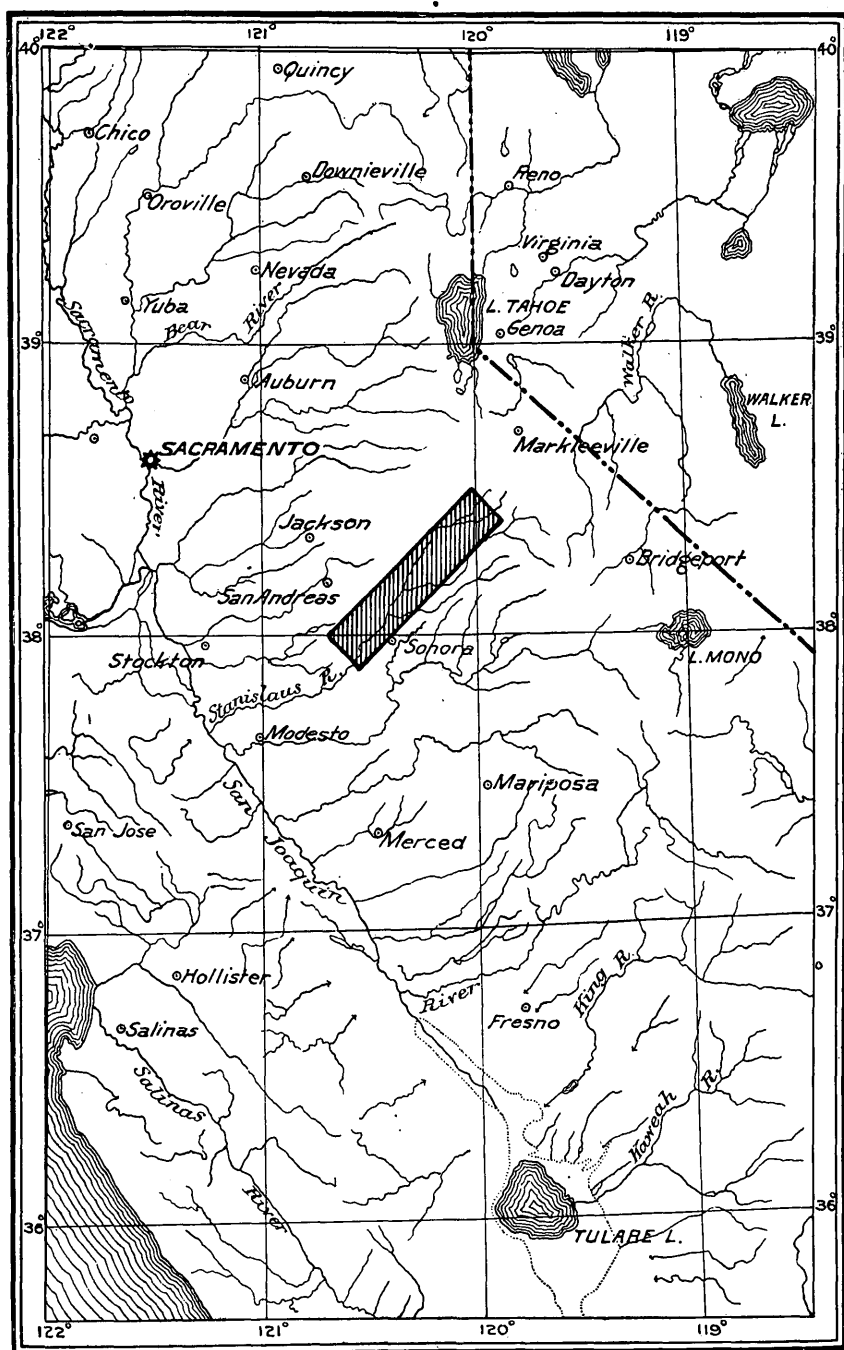 122° 121° 120° 119°
40° 40°
Quincy
Chico
Downieville
Reno
Oroville
Virginia
Nevada
Dayton
Yuba
Bear River
L. TAHOE
Genoa
Walker R.
39° 39°
Sacramento
Auburn
WALKER L.
Markleeville
SACRAMENTO
River
Jackson
Bridgeport
San Andreas
38° 38°
Stockton
Sonora
L. MONO
Stanislaus R.
Modesto
San Joaquin
Mariposa
San Jose
Merced
37° 37°
Hollister
River
King R.
Fresno
Salinas
Salinas
Kaweah R.
River
36° 36°
TULARE L.
122° 121° 120° 119°